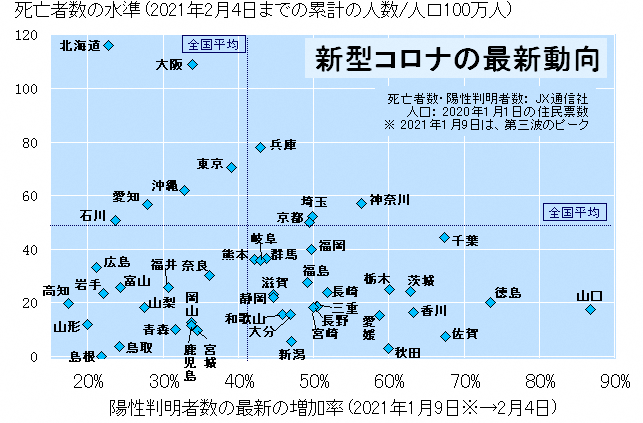 死亡者数の水準(2021年2月4日までの累計の人数/人口100万人)
新型コロナの最新動向
死亡者数・陽性判明者数: JX通信社
人口: 2020年1月1日の住民票数
※ 2021年1月9日は、第三波のピーク
全国平均
全国平均
120
100
80
60
40
20
0
北海道
大阪
兵庫
東京
沖縄
愛知
石川
埼玉
京都
神奈川
千葉
岐阜
熊本
群馬
福岡
広島
福井
奈良
高知
岩手
富山
山梨
岡山
滋賀
静岡
福島
長崎
栃木
茨城
徳島
山口
山形
青森
鹿児島
宮城
和歌山
大分
三重
長野
宮崎
愛媛
香川
島根
鳥取
新潟
秋田
佐賀
20%
30%
40%
50%
60%
70%
80%
90%
陽性判明者数の最新の増加率(2021年1月9日※→2月4日)